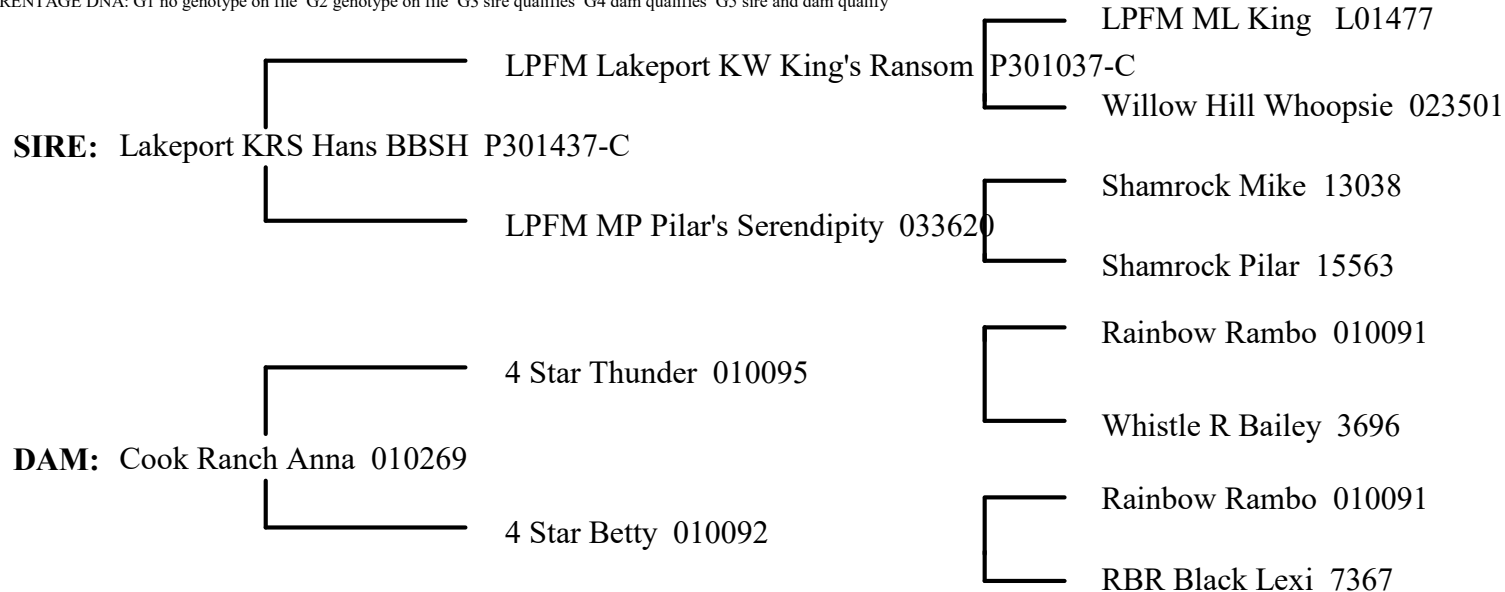 RENTAGE DNA: G1 no genotype on file G2 genotype on file G3 sire qualifies G4 dam qualifies G5 sire and dam qualify
LPFM ML King L01477
LPFM Lakeport KW King's Ransom P301037-C
Willow Hill Whoopsie 023501
SIRE: Lakeport KRS Hans BBSH P301437-C
Shamrock Mike 13038
LPFM MP Pilar's Serendipity 033620
Shamrock Pilar 15563
Rainbow Rambo 010091
4 Star Thunder 010095
Whistle R Bailey 3696
DAM: Cook Ranch Anna 010269
Rainbow Rambo 010091
4 Star Betty 010092
RBR Black Lexi 7367